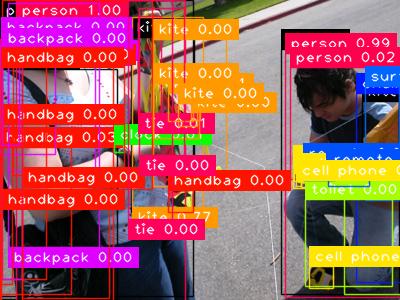 person 1.00
backpack 0.00
kite 0.00
backpack 0.00
handbag 0.00
person 0.99
person 0.02
kite 0.00
kite 0.00
handbag 0.00
tie 0.01
handbag 0.03
clock 0.01
tie 0.00
cell phone
handbag 0.00
handbag 0.00
toilet 0.00
handbag 0.00
kite 0.77
tie 0.00
backpack 0.00
cell phone